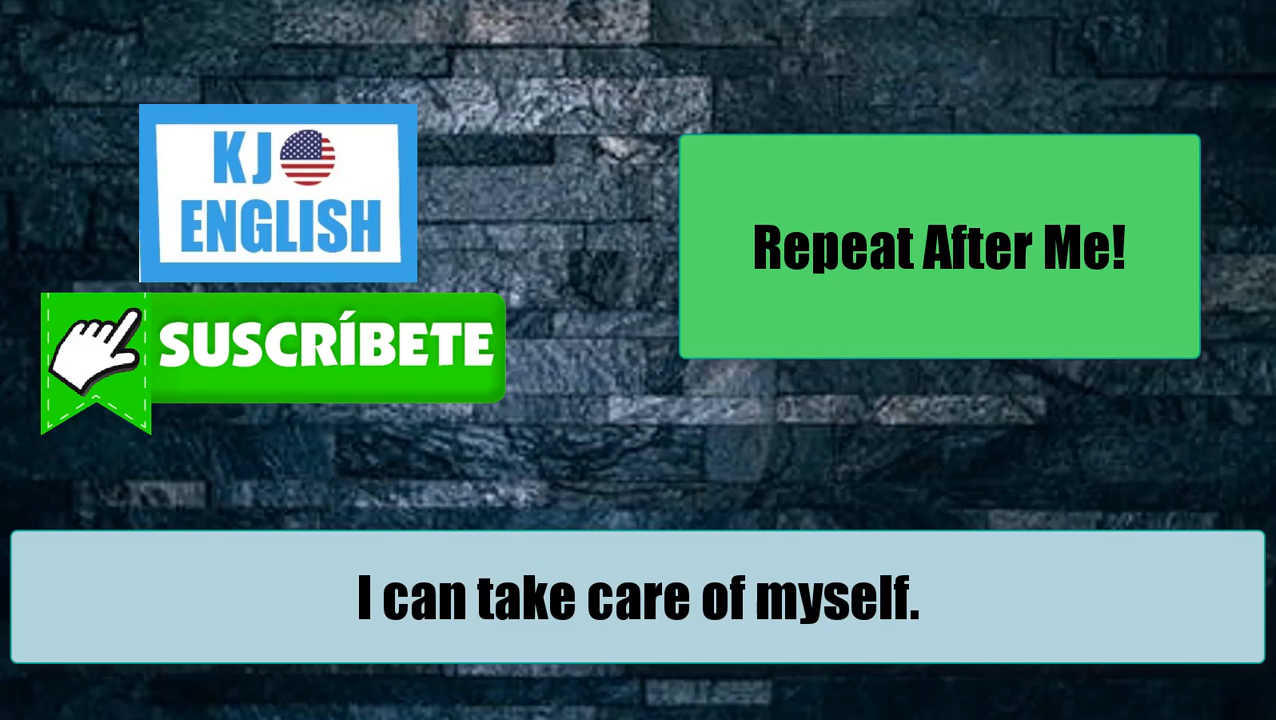 KJ
ENGLISH
SUSCRÍBETE
Repeat After Me!
I can take care of myself.